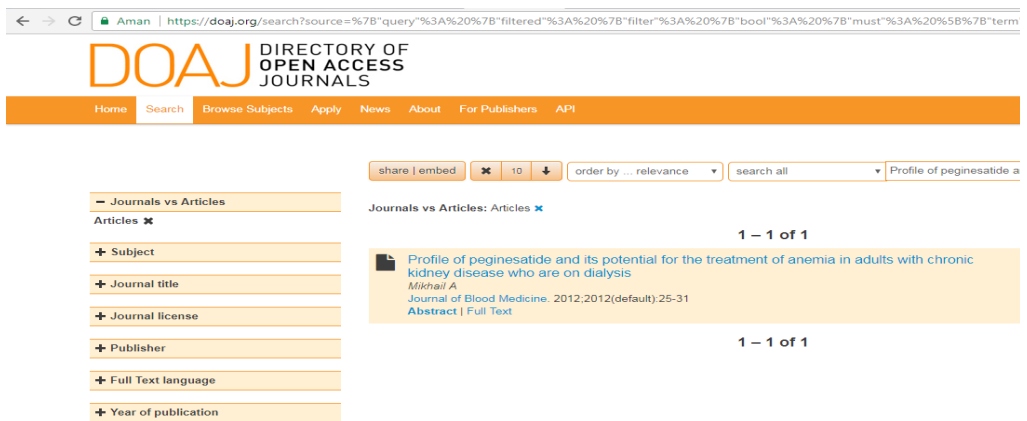 Aman | https://doaj.org/search?source=%7B"query"%3A%20%7B"filtered"%3A%20%7B"filter"%3A%20%7B"bool"%3A%20%7B"must"%3A%20%5B%7B"term
DOAJ
DIRECTORY OF
OPEN ACCESS
JOURNALS
Home Search Browse Subjects Apply News About For Publishers API
share | embed 10 order by ... relevance search all Profile of peginesatide a
Journals vs Articles
Articles
Subject
Journal title
Journal license
Publisher
Full Text language
Year of publication
Journals vs Articles: Articles
1 – 1 of 1
Profile of peginesatide and its potential for the treatment of anemia in adults with chronic
kidney disease who are on dialysis
Mikhail A
Journal of Blood Medicine. 2012;2012(default):25-31
Abstract | Full Text
1 – 1 of 1